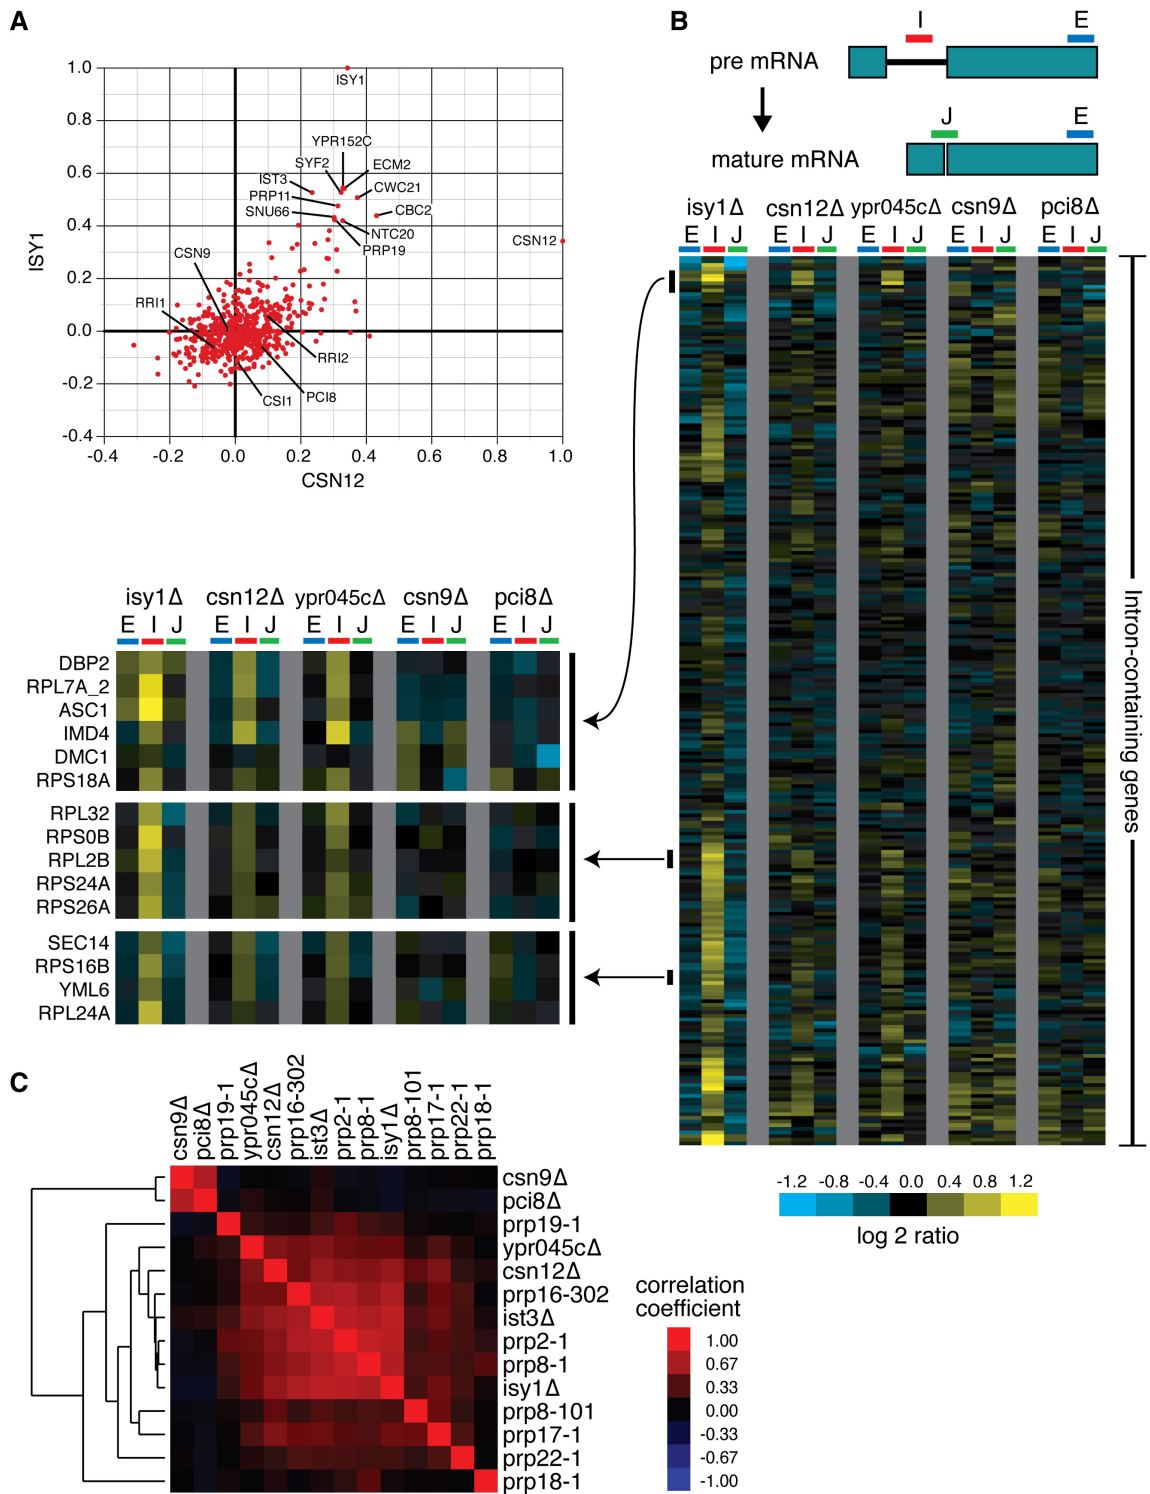 A
1.0
0.8
0.6
0.4
0.2
0.0
-0.2
-0.4
-0.4
-0.2
0.0
0.2
0.4
0.6
0.8
1.0
ISY1
CSN12
ISY1
YPR152C
SYF2
ECM2
IST3
CWC21
PRP11
CBC2
SNU66
NTC20
PRP19
CSN12
CSN9
RRI1
RRI2
CSI1
PCI8
B
I
E
pre mRNA
J
E
mature mRNA
isy1Δ csn12Δ ypr045cΔ csn9Δ pci8Δ
E I J E I J E I J E I J E I J
Intron-containing genes
-1.2 -0.8 -0.4 0.0 0.4 0.8 1.2
log 2 ratio
isy1Δ csn12Δ ypr045cΔ csn9Δ pci8Δ
E I J E I J E I J E I J E I J
DBP2
RPL7A_2
ASC1
IMD4
DMC1
RPS18A
RPL32
RPS0B
RPL2B
RPS24A
RPS26A
SEC14
RPS16B
YML6
RPL24A
C
csn9Δ
pci8Δ
prp19-1
ypr045cΔ
csn12Δ
prp16-302
ist3Δ
prp2-1
prp8-1
isy1Δ
prp8-101
prp17-1
prp22-1
prp18-1
csn9Δ
pci8Δ
prp19-1
ypr045cΔ
csn12Δ
prp16-302
ist3Δ
prp2-1
prp8-1
isy1Δ
prp8-101
prp17-1
prp22-1
prp18-1
correlation
coefficient
1.00
0.67
0.33
0.00
-0.33
-0.67
-1.00